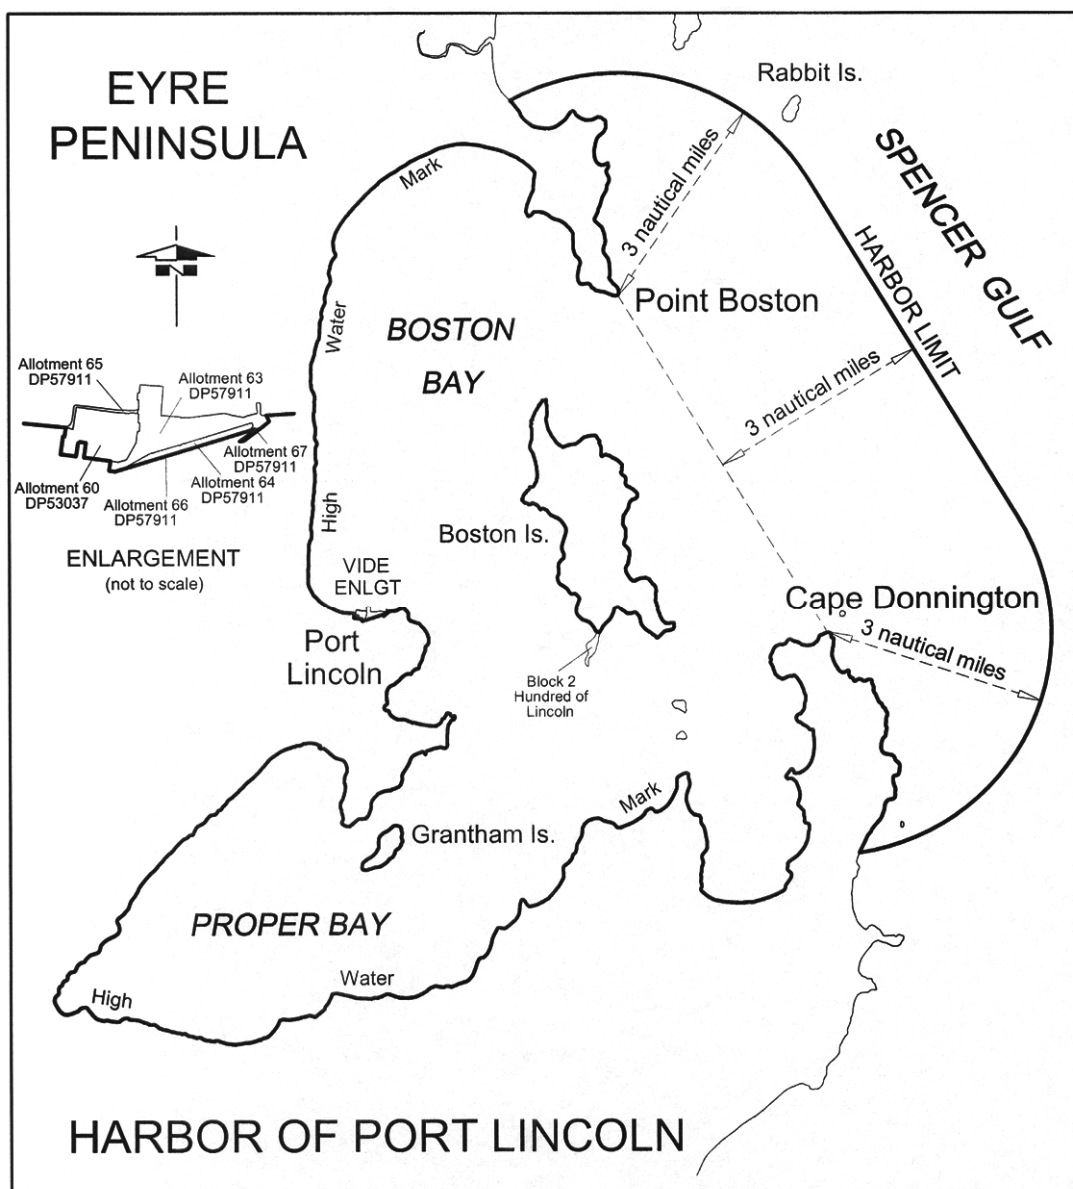 EYRE
PENINSULA
Rabbit Is.
SPENCER GULF
Mark
3 nautical miles
HARBOR LIMIT
N
Point Boston
Water
BOSTON
BAY
Allotment 65
DP57911
Allotment 63
DP57911
3 nautical miles
Allotment 67
DP57911
Allotment 64
DP57911
Allotment 60
DP53037
Allotment 66
DP57911
High
Boston Is.
ENLARGEMENT
(not to scale)
VIDE
ENLGT
Cape Donnington
3 nautical miles
Port
Lincoln
Block 2
Hundred of
Lincoln
Mark
Grantham Is.
PROPER BAY
Water
High
HARBOR OF PORT LINCOLN